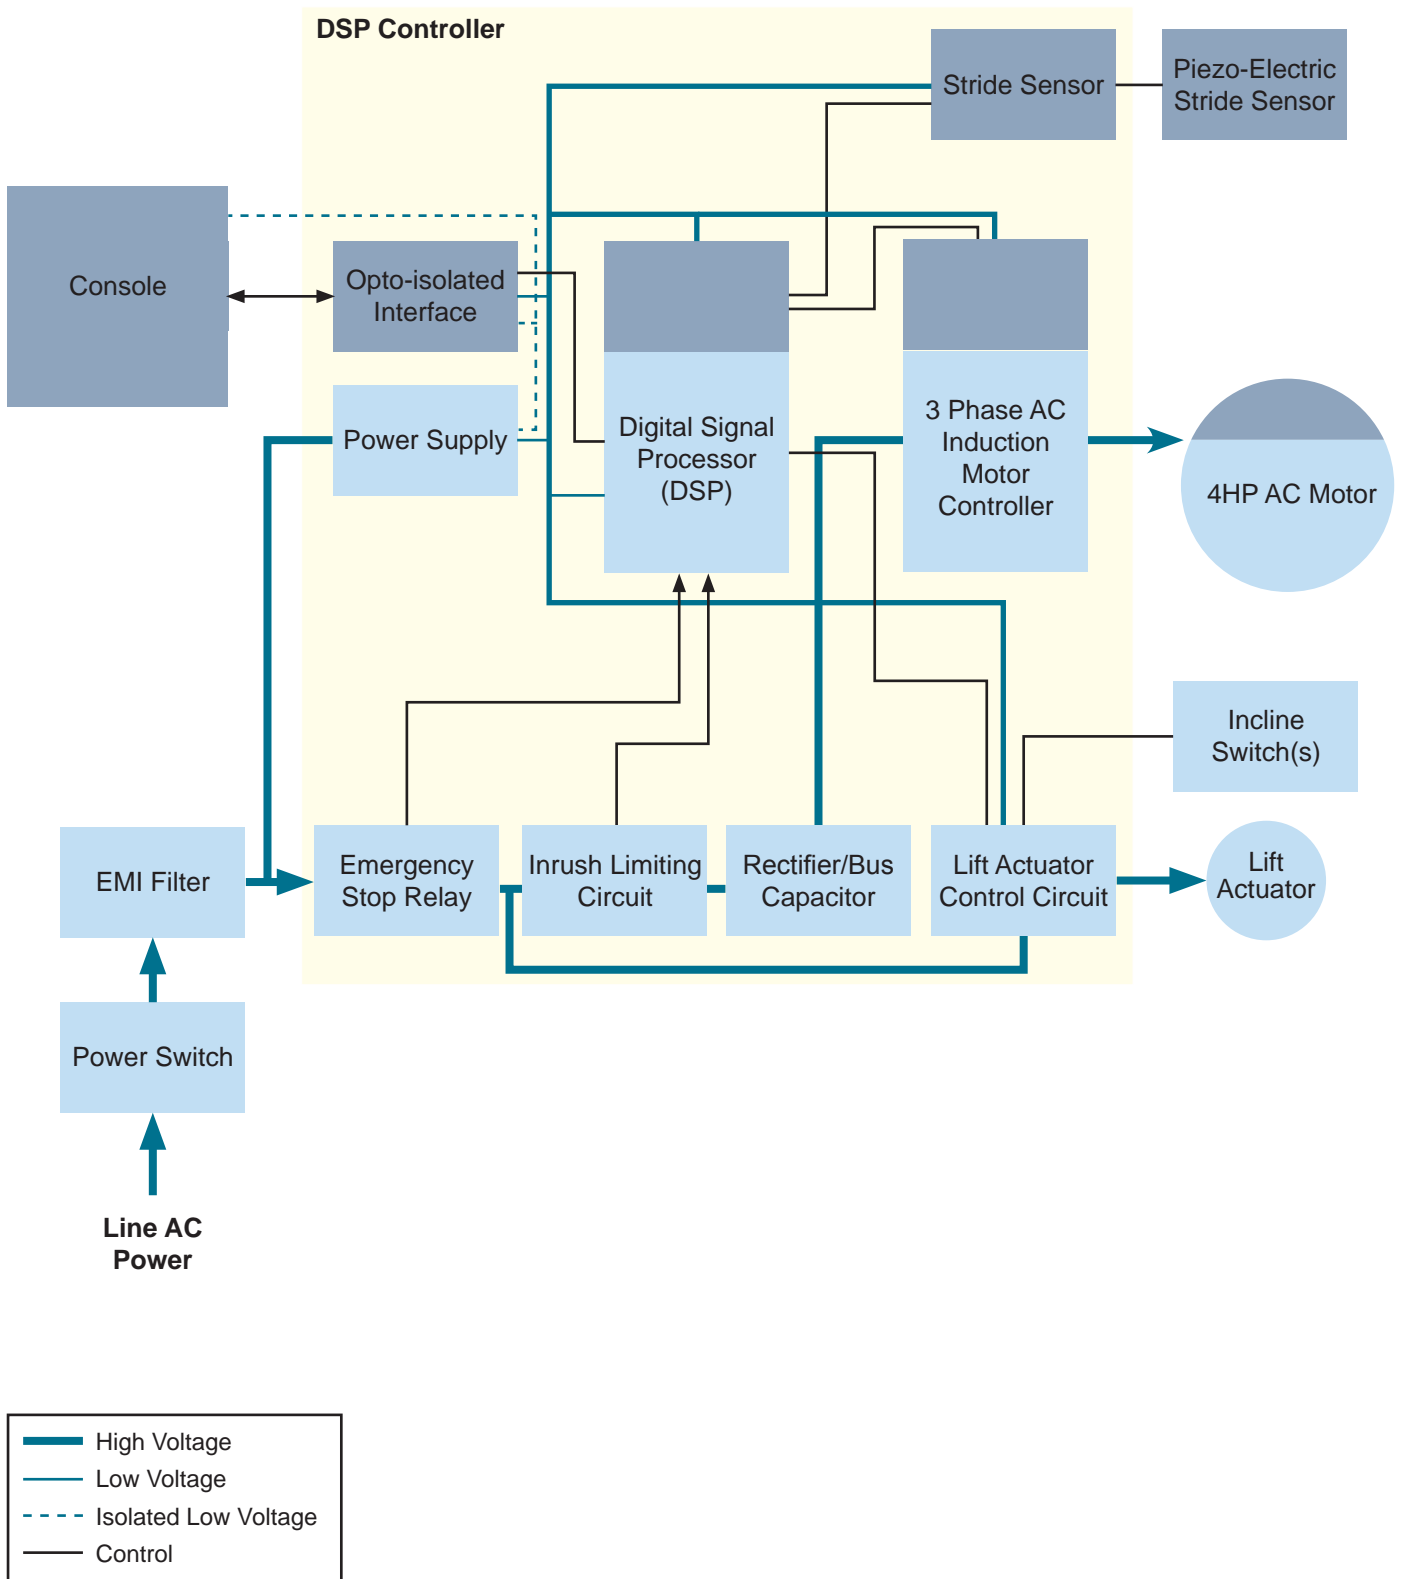 DSP Controller
Stride Sensor
Piezo-Electric
Stride Sensor
Console
Opto-isolated
Interface
Power Supply
Digital Signal
Processor
(DSP)
3 Phase AC
Induction
Motor
Controller
4HP AC Motor
Incline
Switch(s)
EMI Filter
Emergency
Stop Relay
Inrush Limiting
Circuit
Rectifier/Bus
Capacitor
Lift Actuator
Control Circuit
Lift
Actuator
Power Switch
Line AC
Power
High Voltage
Low Voltage
Isolated Low Voltage
Control